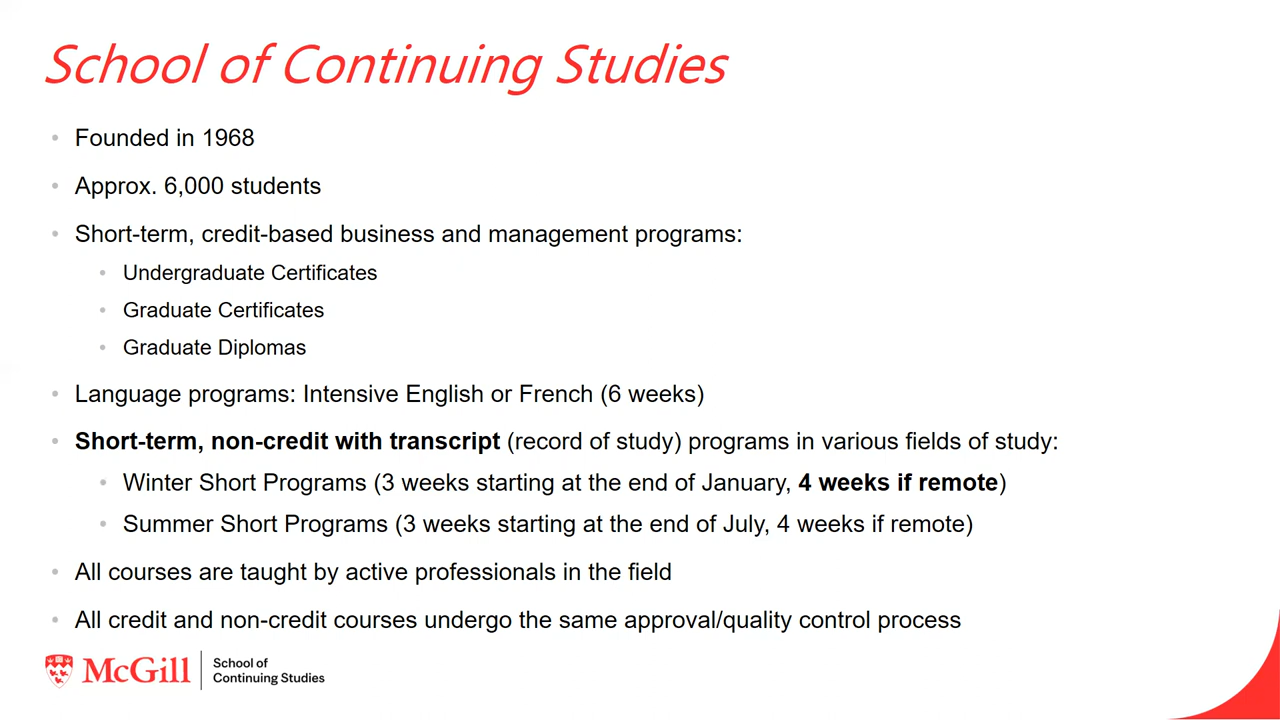 School of Continuing Studies
• Founded in 1968
• Approx. 6,000 students
• Short-term, credit-based business and management programs:
• Undergraduate Certificates
• Graduate Certificates
• Graduate Diplomas
• Language programs: Intensive English or French (6 weeks)
• Short-term, non-credit with transcript (record of study) programs in various fields of study:
• Winter Short Programs (3 weeks starting at the end of January, 4 weeks if remote)
• Summer Short Programs (3 weeks starting at the end of July, 4 weeks if remote)
• All courses are taught by active professionals in the field
• All credit and non-credit courses undergo the same approval/quality control process
McGill
School of
Continuing Studies